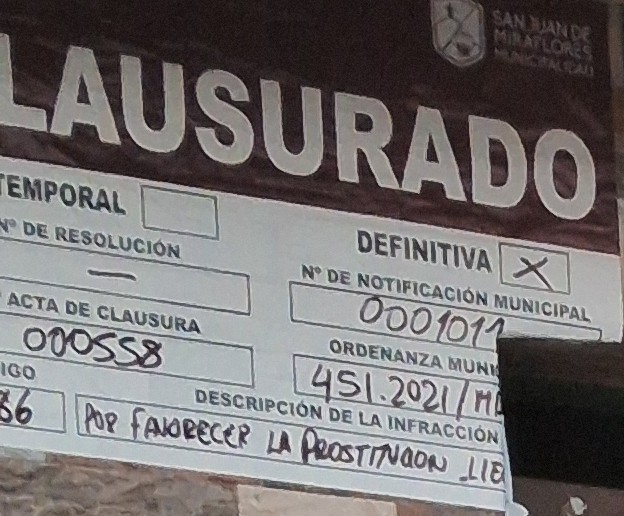 SAN JUAN DE
MIRAFLORES
MUNICIPALIDAD
LAUSURADO
TEMPORAL
DEFINITIVA X
Nº DE RESOLUCIÓN
Nº DE NOTIFICACIÓN MUNICIPAL
—
0001011
ACTA DE CLAUSURA
ORDENANZA MUNI
000558
451.2021/M
IGO
DESCRIPCIÓN DE LA INFRACCIÓN
86
POR FAVORECER LA PROSTITUCION